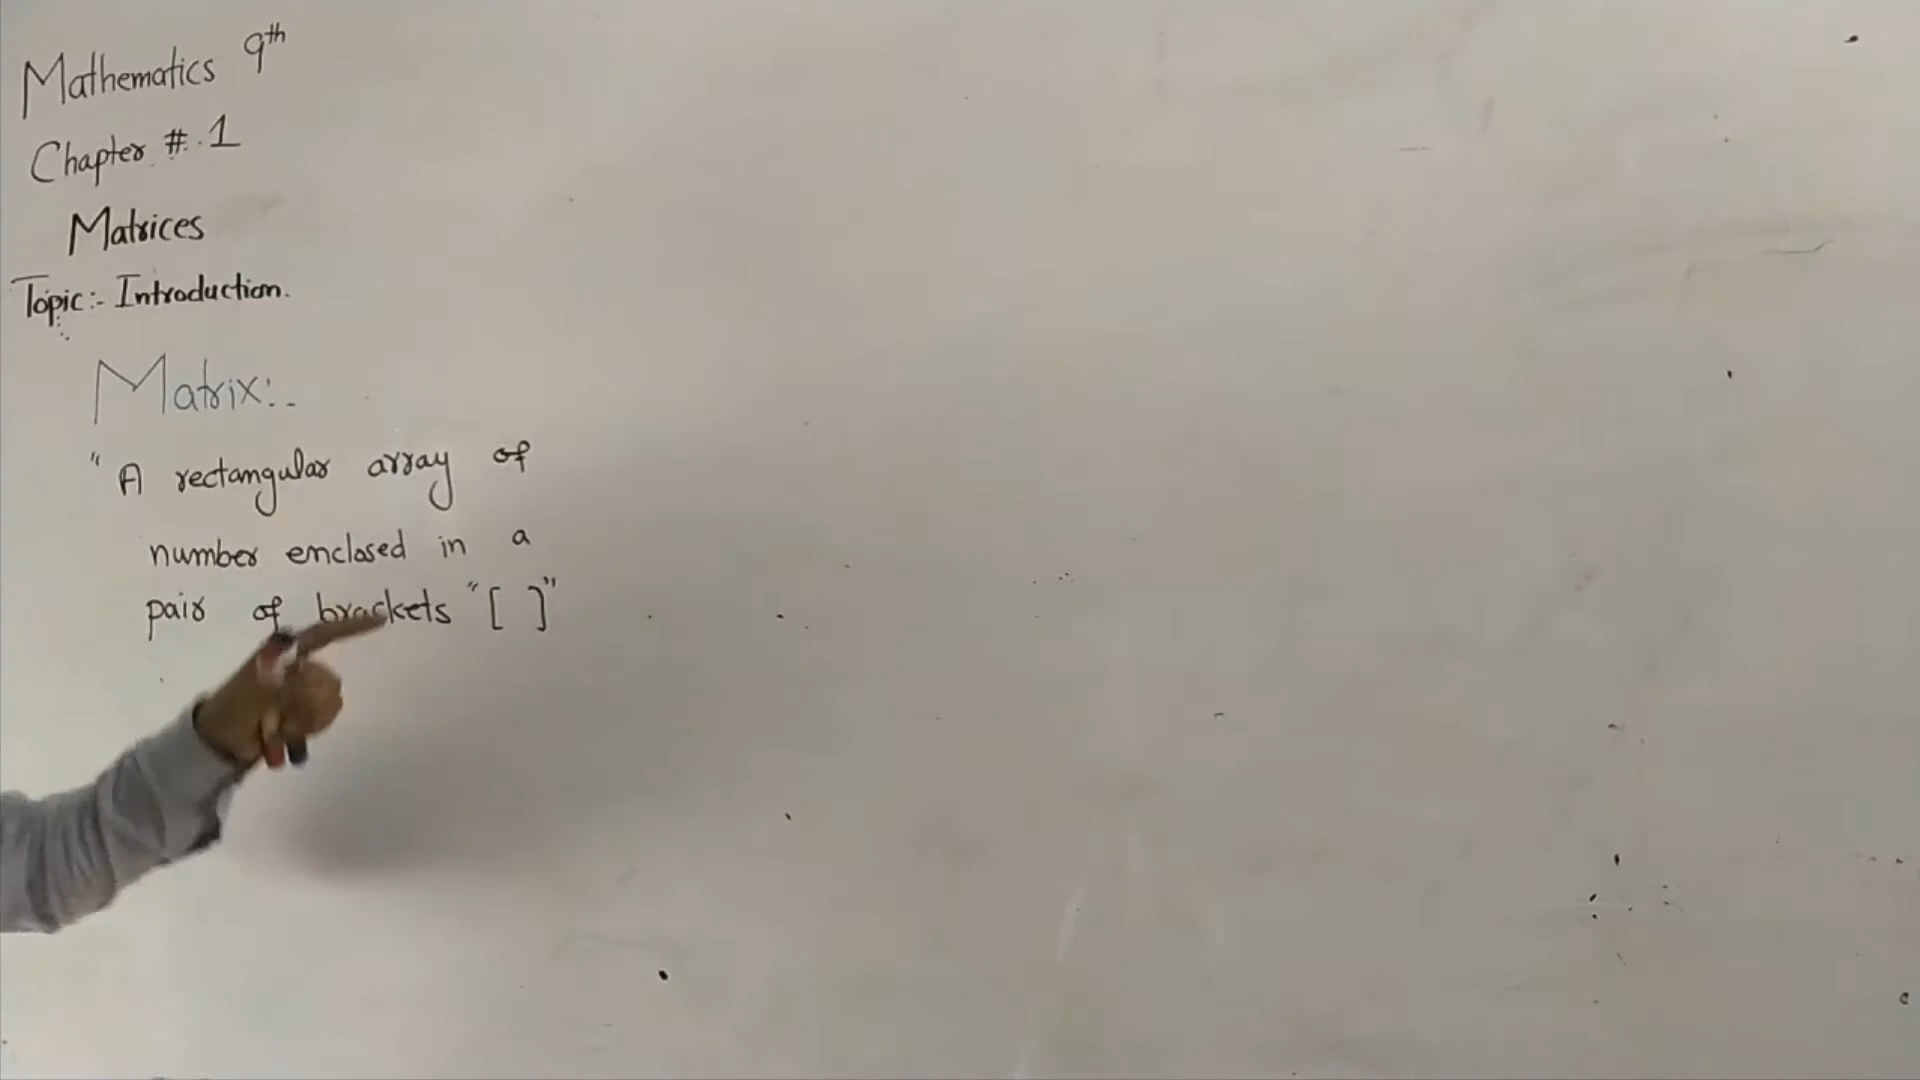 Mathematics 9th
Chapter # 1
Matrices
Topic:- Introduction.
Matrix:-
"A rectangular array of
number enclosed in a
pair of brackets "[ ]"